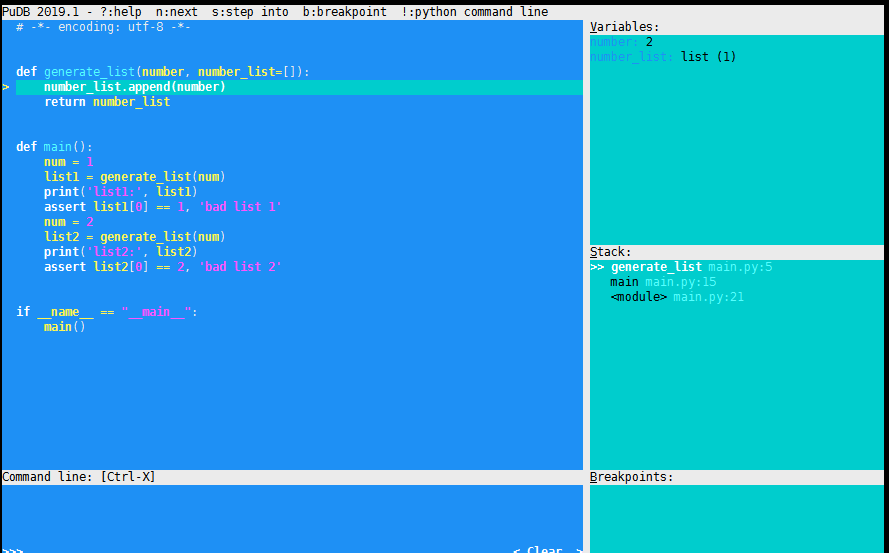 PuDB 2019.1 - ?:help  n:next  s:step into  b:breakpoint  !:python command line
# -*- encoding: utf-8 -*-
def generate_list(number, number_list=[]):
>     number_list.append(number)
    return number_list
def main():
    num = 1
    list1 = generate_list(num)
    print('list1:', list1)
    assert list1[0] == 1, 'bad list 1'
    num = 2
    list2 = generate_list(num)
    print('list2:', list2)
    assert list2[0] == 2, 'bad list 2'
if __name__ == "__main__":
    main()
Command line: [Ctrl-X]
>>>
< Clear  >
Variables:
number: 2
number_list: list (1)
Stack:
>> generate_list main.py:5
   main main.py:15
   <module> main.py:21
Breakpoints: